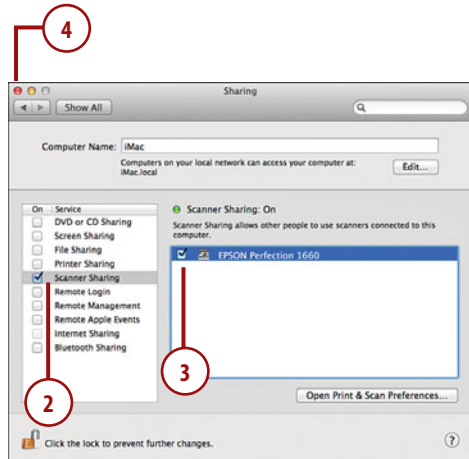 4
Sharing
Show All
Computer Name: iMac
Computers on your local network can access your computer at:
iMac.local
Edit...
On Service
DVD or CD Sharing
Screen Sharing
File Sharing
Printer Sharing
Scanner Sharing
Remote Login
Remote Management
Remote Apple Events
Internet Sharing
Bluetooth Sharing
Scanner Sharing: On
Scanner Sharing allows other people to use scanners connected to this
computer.
EPSON Perfection 1660
2
3
Open Print & Scan Preferences...
Click the lock to prevent further changes.
?